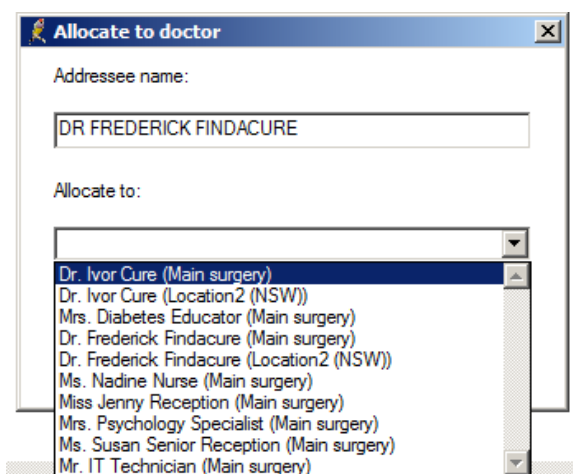 Allocate to doctor
Addressee name:
DR FREDERICK FINDACURE
Allocate to:
Dr. Ivor Cure (Main surgery)
Dr. Ivor Cure (Location2 (NSW))
Mrs. Diabetes Educator (Main surgery)
Dr. Frederick Findacure (Main surgery)
Dr. Frederick Findacure (Location2 (NSW))
Ms. Nadine Nurse (Main surgery)
Miss Jenny Reception (Main surgery)
Mrs. Psychology Specialist (Main surgery)
Ms. Susan Senior Reception (Main surgery)
Mr. IT Technician (Main surgery)